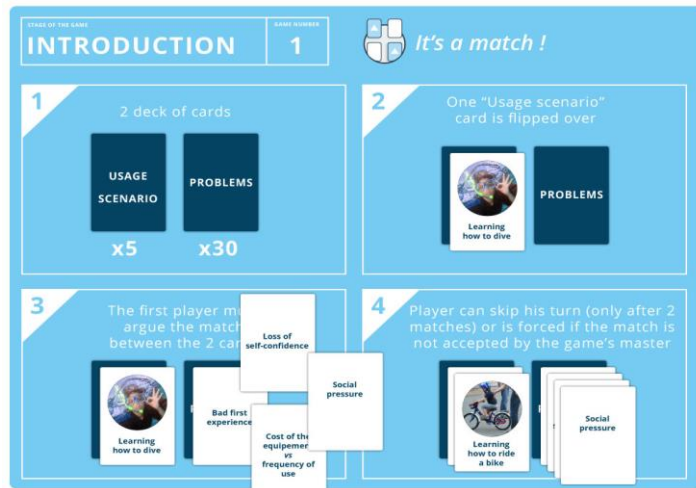 STAGE OF THE GAME
INTRODUCTION
GAME NUMBER
1
It's a match !
1
2 deck of cards
USAGE
SCENARIO
PROBLEMS
x5
x30
2
One “Usage scenario”
card is flipped over
Learning
how to dive
PROBLEMS
3
The first player mu
argue the match
between the 2 car
Learning
how to dive
Bad first
experience
Loss of
self-confidence
Social
pressure
Cost of the
equipement
vs
frequency of
use
4
Player can skip his turn (only after 2
matches) or is forced if the match is
not accepted by the game's master
Learning
how to ride
a bike
Social
pressure